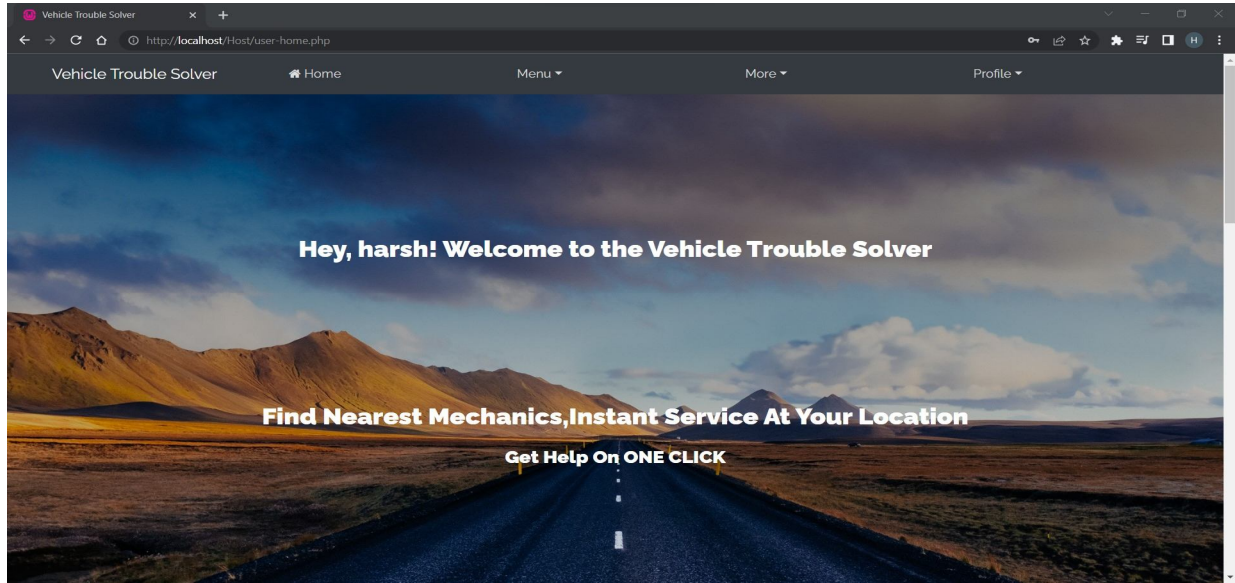 Vehicle Trouble Solver
http://localhost/Host/user-home.php
H
Vehicle Trouble Solver Home Menu More Profile
Hey, harsh! Welcome to the Vehicle Trouble Solver
Find Nearest Mechanics,Instant Service At Your Location
Get Help On ONE CLICK